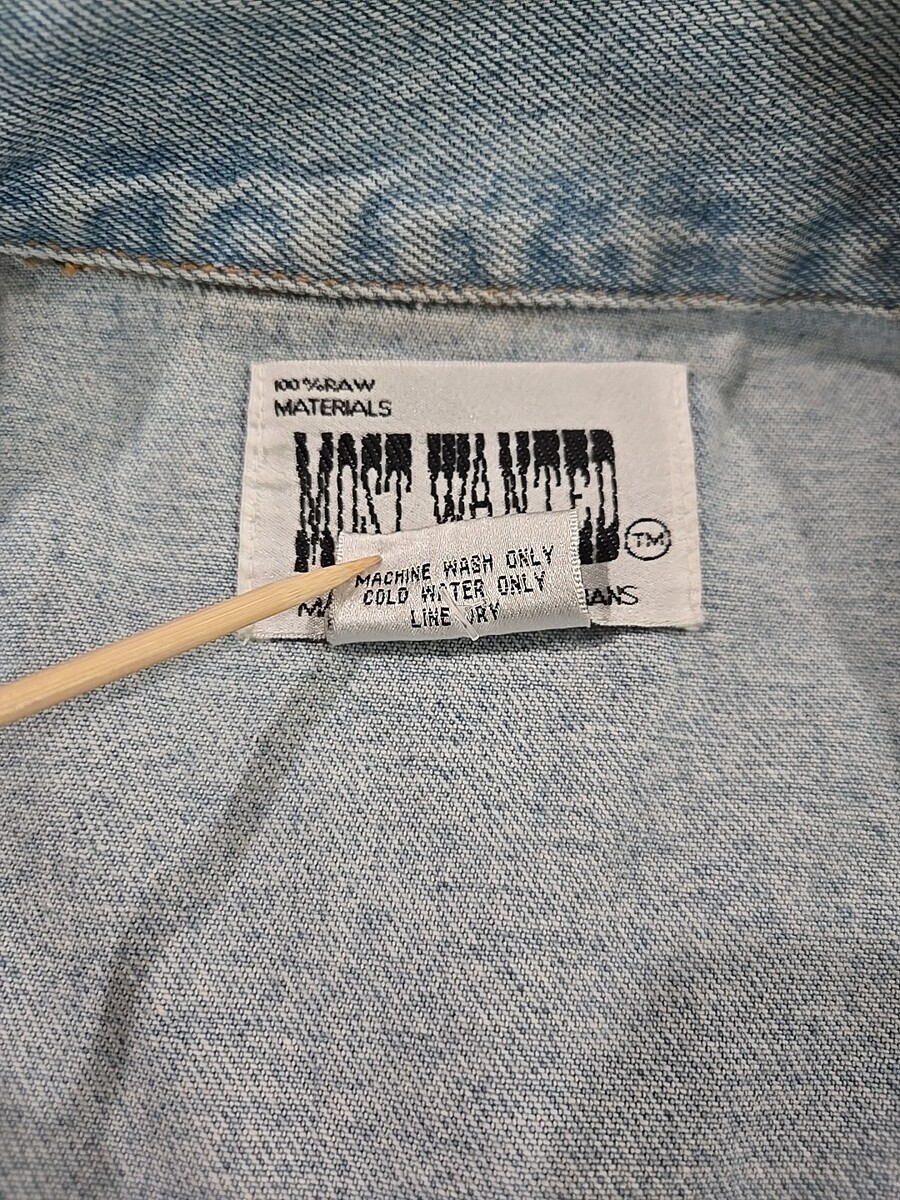 100%RAW
MATERIALS
MOST WANTED
TM
MACHINE WASH ONLY
COLD WATER ONLY
LINE DRY